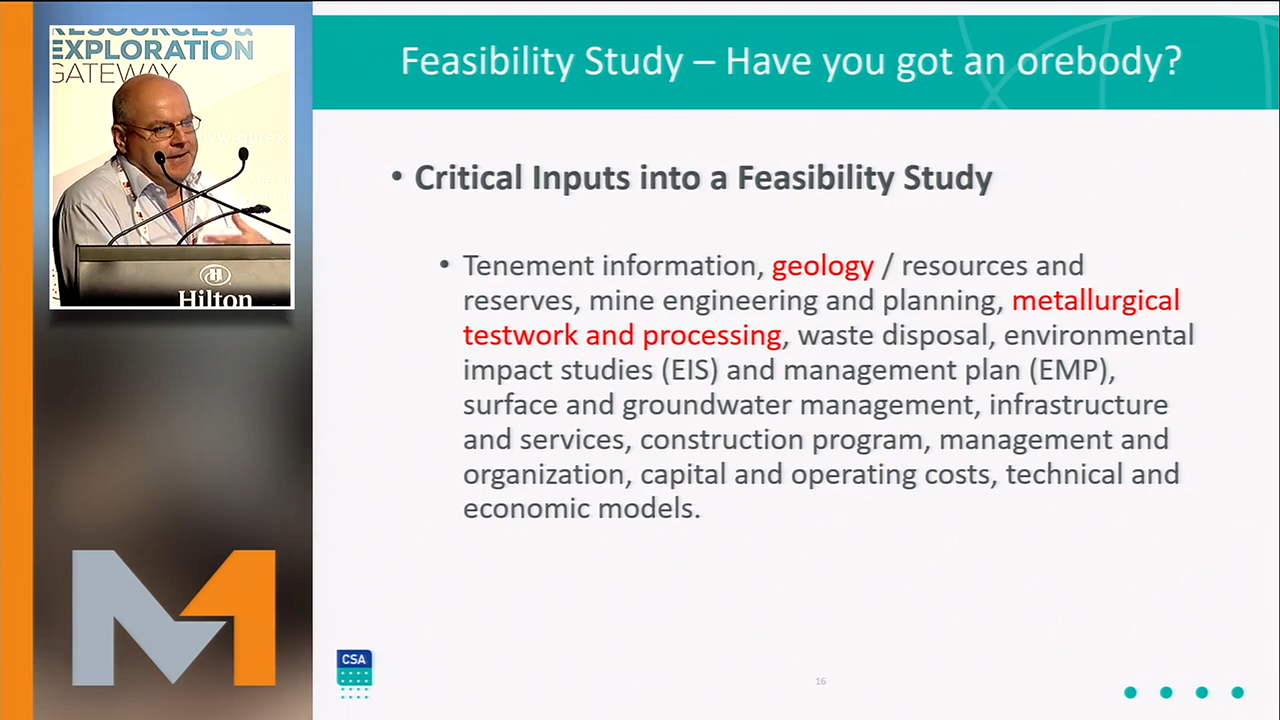 RESOURCES &
EXPLORATION
GATEWAY
Hilton
M1
Feasibility Study – Have you got an orebody?
• Critical Inputs into a Feasibility Study
• Tenement information, geology / resources and
reserves, mine engineering and planning, metallurgical
testwork and processing, waste disposal, environmental
impact studies (EIS) and management plan (EMP),
surface and groundwater management, infrastructure
and services, construction program, management and
organization, capital and operating costs, technical and
economic models.
CSA
16